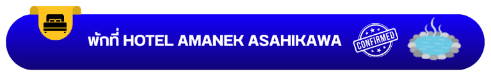 พักที่ HOTEL AMANEK ASAHIKAWA
CONFIRMED